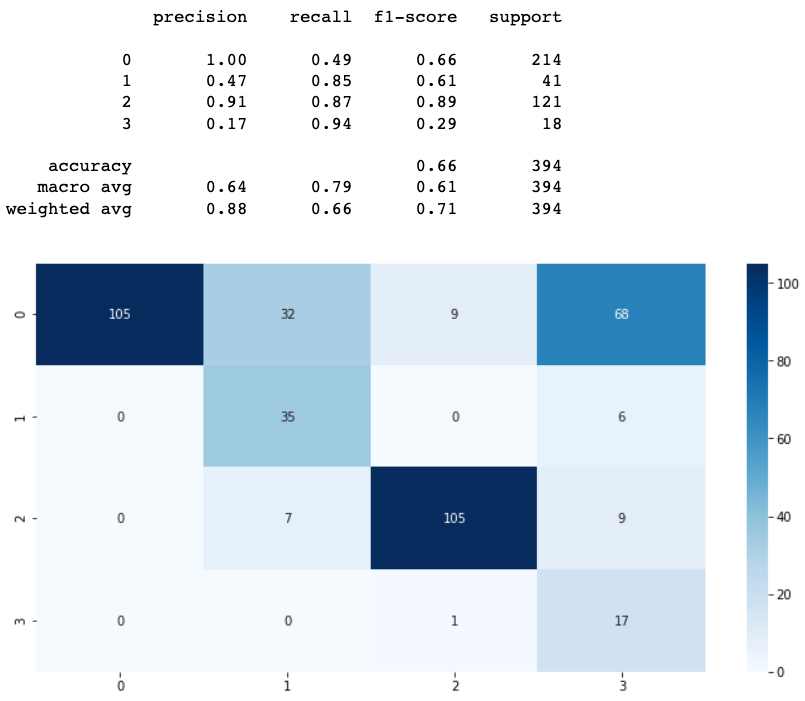 precision recall f1-score support
0 1.00 0.49 0.66 214
1 0.47 0.85 0.61 41
2 0.91 0.87 0.89 121
3 0.17 0.94 0.29 18
accuracy 0.66 394
macro avg 0.64 0.79 0.61 394
weighted avg 0.88 0.66 0.71 394
0 105 32 9 68
1 0 35 0 6
2 0 7 105 9
3 0 0 1 17
0 1 2 3
100
80
60
40
20
0